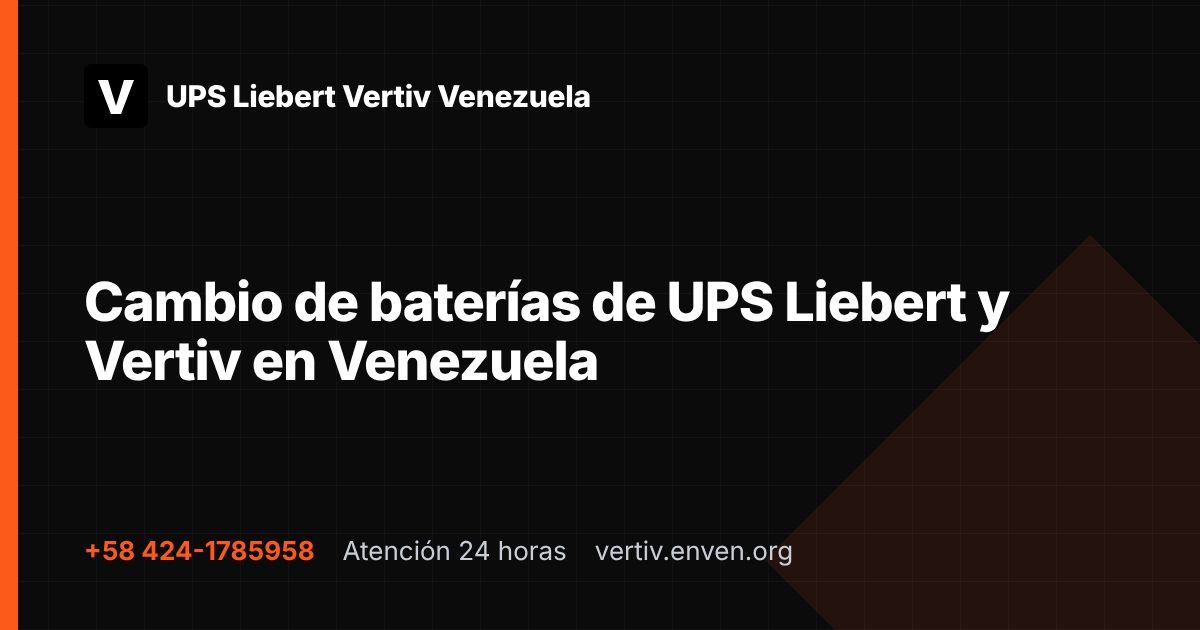 V
UPS Liebert Vertiv Venezuela
Cambio de baterías de UPS Liebert y
Vertiv en Venezuela
+58 424-1785958 Atención 24 horas vertiv.enven.org